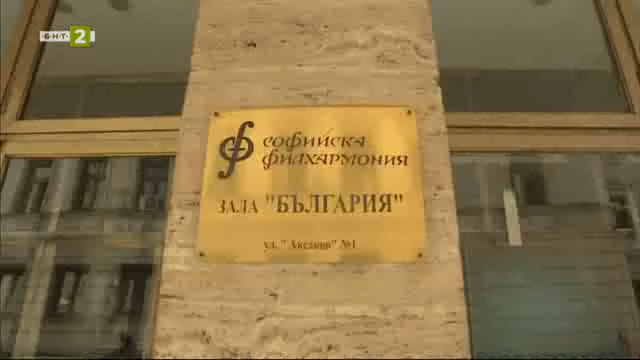 БНТ 2
СОФИЙСКА
ФИЛХАРМОНИЯ
ЗАЛА "БЪЛГАРИЯ"
ул. " Аксаков" №1